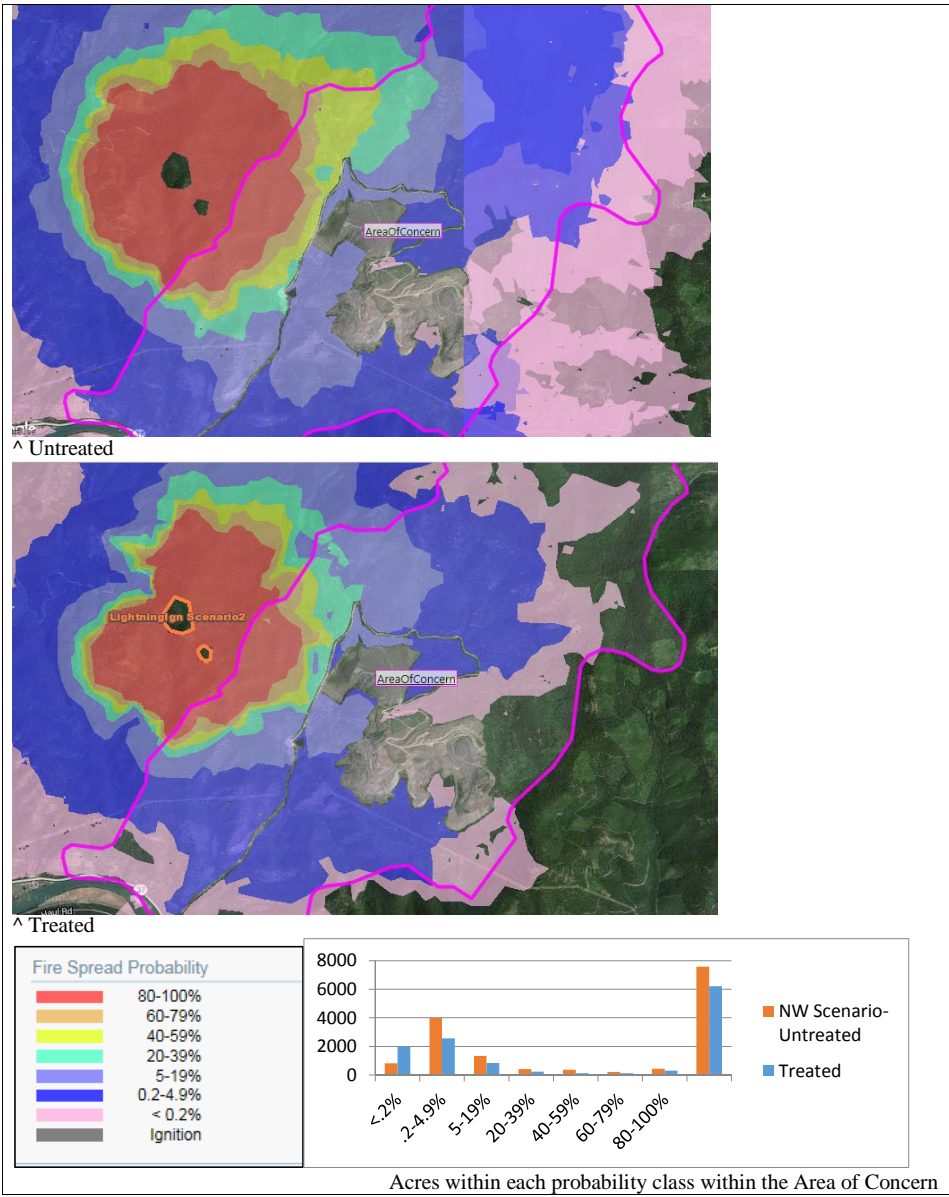 AreaOfConcern
^ Untreated
LightningIgn Scenario2
AreaOfConcern
Haul Rd
^ Treated
Fire Spread Probability
80-100%
60-79%
40-59%
20-39%
5-19%
0.2-4.9%
< 0.2%
Ignition
8000
6000
4000
2000
0
<.2%
.2-4.9%
5-19%
20-39%
40-59%
60-79%
80-100%
NW Scenario-
Untreated
Treated
Acres within each probability class within the Area of Concern